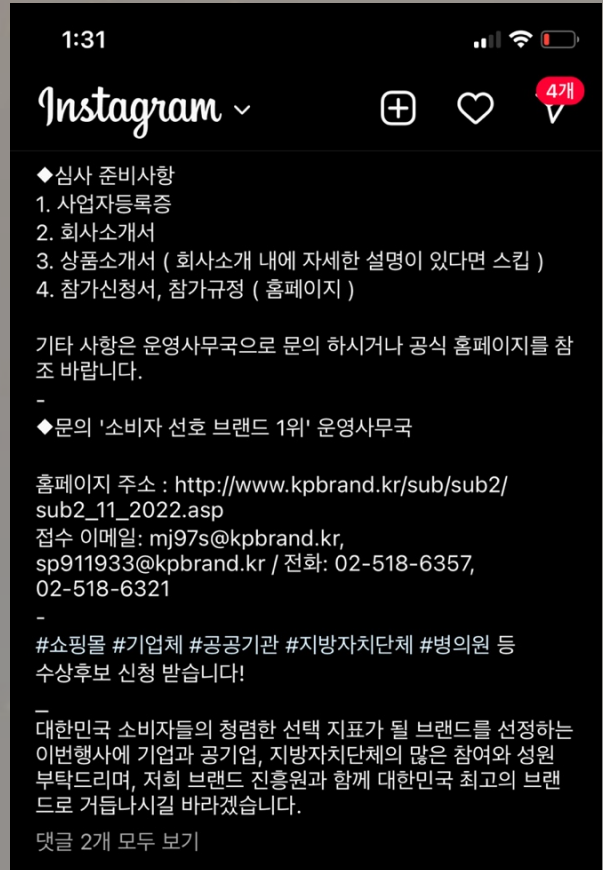 1:31
Instagram
4개
◆심사 준비사항
1. 사업자등록증
2. 회사소개서
3. 상품소개서 ( 회사소개 내에 자세한 설명이 있다면 스킵 )
4. 참가신청서, 참가규정 ( 홈페이지 )
기타 사항은 운영사무국으로 문의 하시거나 공식 홈페이지를 참
조 바랍니다.
-
◆문의 '소비자 선호 브랜드 1위' 운영사무국
홈페이지 주소 : http://www.kpbrand.kr/sub/sub2/
sub2_11_2022.asp
접수 이메일: mj97s@kpbrand.kr,
sp911933@kpbrand.kr / 전화: 02-518-6357,
02-518-6321
-
#쇼핑몰 #기업체 #공공기관 #지방자치단체 #병의원 등
수상후보 신청 받습니다!
_
대한민국 소비자들의 청렴한 선택 지표가 될 브랜드를 선정하는
이번행사에 기업과 공기업, 지방자치단체의 많은 참여와 성원
부탁드리며, 저희 브랜드 진흥원과 함께 대한민국 최고의 브랜
드로 거듭나시길 바라겠습니다.
댓글 2개 모두 보기